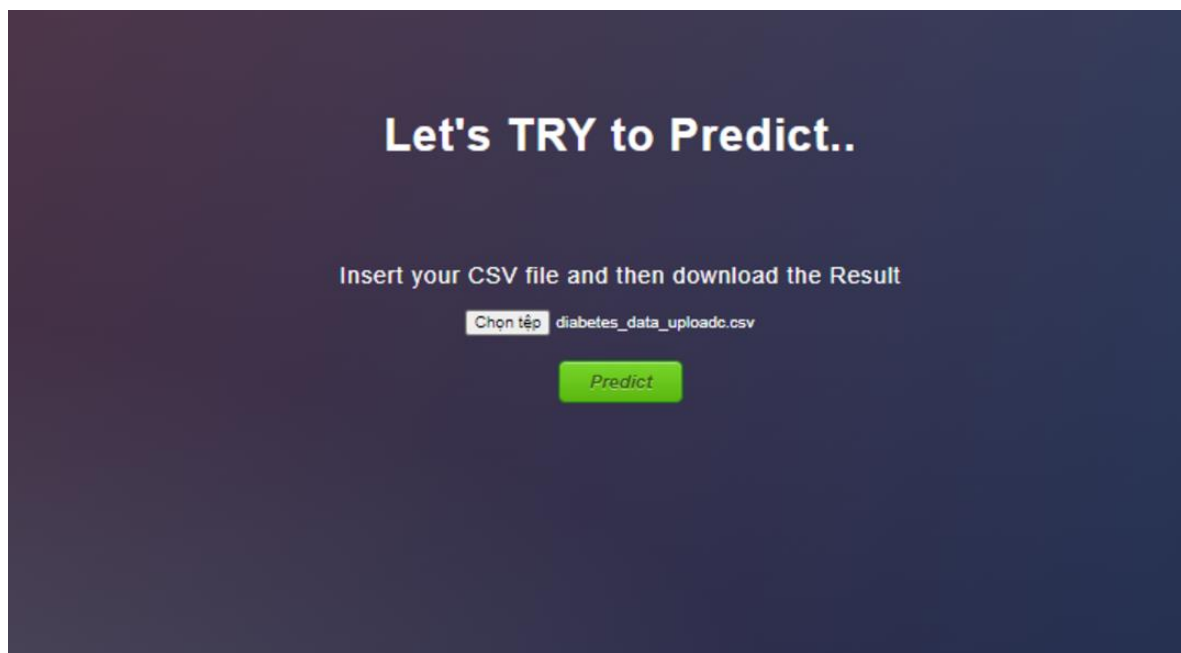 Let's TRY to Predict..
Insert your CSV file and then download the Result
Chọn tệp diabetes_data_uploadc.csv
Predict